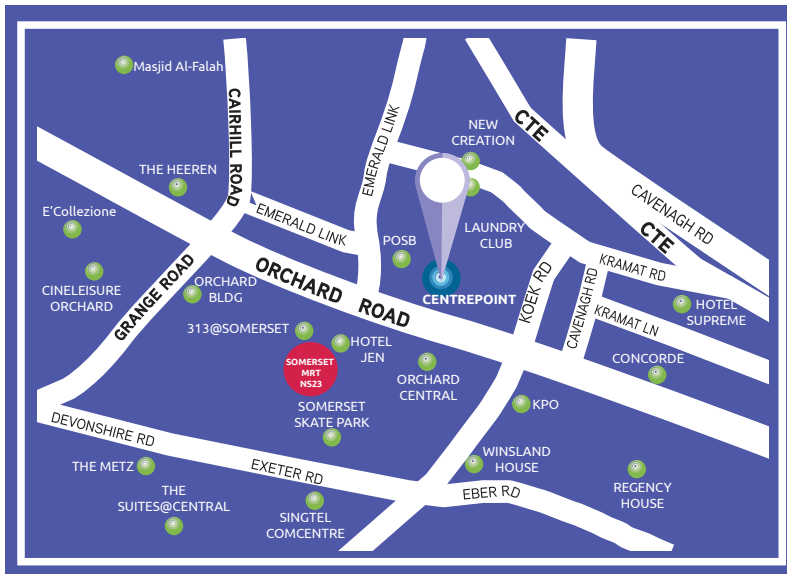 Masjid Al-Falah
CAIRHILL ROAD
EMERALD LINK
NEW
CREATION
CTE
CAVENAGH RD
CTE
THE HEEREN
E'Collezione
EMERALD LINK
LAUNDRY
CLUB
POSB
CINELEISURE
ORCHARD
GRANGE ROAD
ORCHARD
BLDG
ORCHARD ROAD
CENTREPOINT
KOEK RD
CAVENAGH RD
KRAMAT RD
HOTEL
SUPREME
KRAMAT LN
313@SOMERSET
HOTEL
JEN
SOMERSET
MRT
NS23
ORCHARD
CENTRAL
CONCORDE
SOMERSET
SKATE PARK
KPO
DEVONSHIRE RD
THE METZ
EXETER RD
WINSLAND
HOUSE
EBER RD
REGENCY
HOUSE
THE
SUITES@CENTRAL
SINGTEL
COMCENTRE